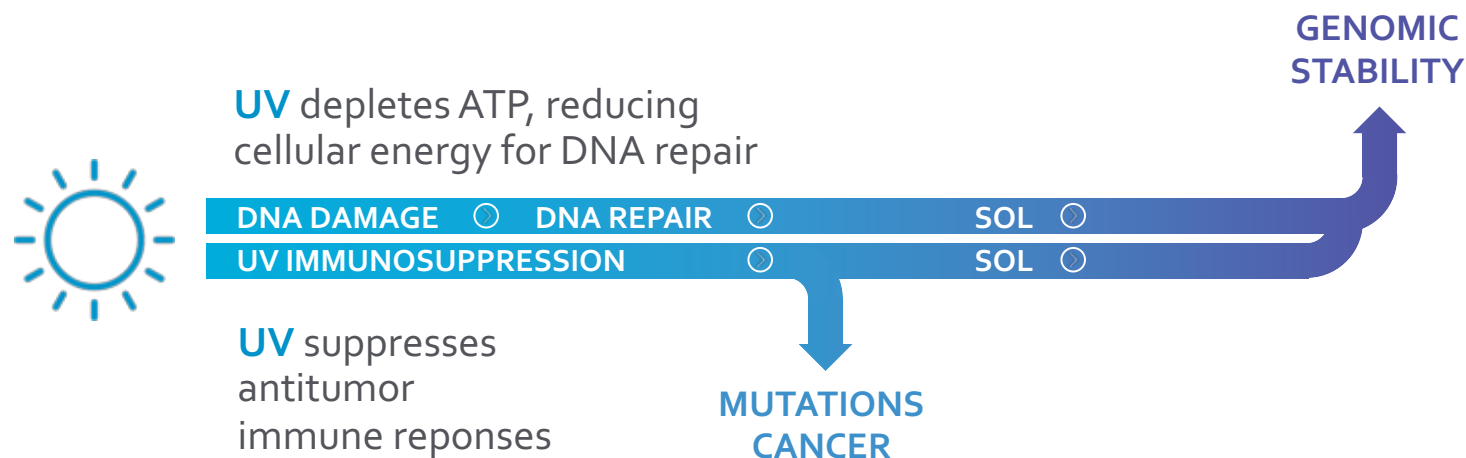 GENOMIC
STABILITY
UV depletes ATP, reducing
cellular energy for DNA repair
DNA DAMAGE DNA REPAIR SOL
UV IMMUNOSUPPRESSION SOL
UV suppresses
antitumor
immune reponses
MUTATIONS
CANCER